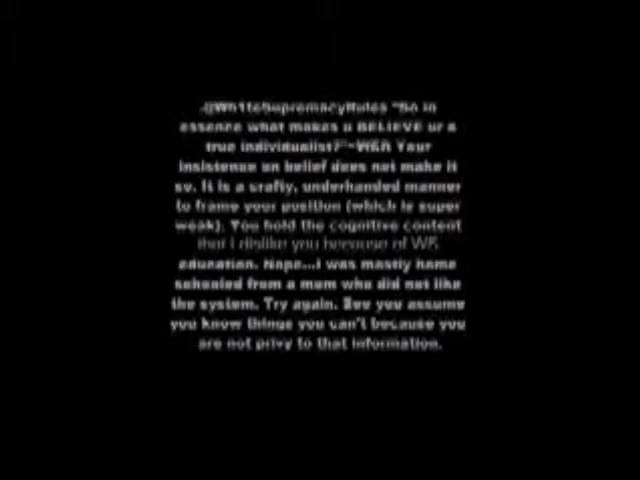 @Wh1teSupremacyRules "So in
essence what makes u BELIEVE ur a
true individualist?"~WSR Your
insistence on belief does not make it
so. It is a crafty, underhanded manner
to frame your position (which is super
weak). You hold the cognitive content
that I dislike you because of WS
education. Nope...I was mostly home
schooled from a mom who did not like
the system. Try again. See you assume
you know things you can't because you
are not privy to that information.